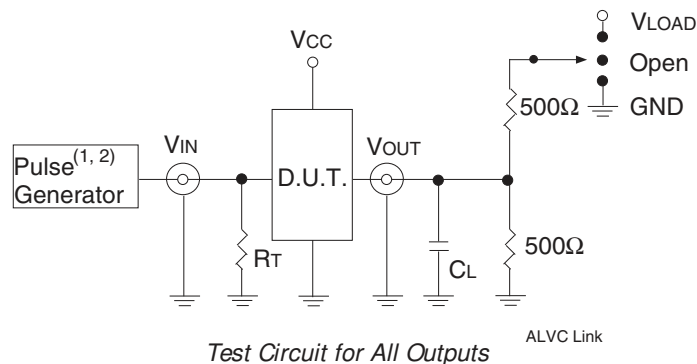 VLOAD
VCC
Open
500Ω
GND
VIN
VOUT
Pulse(1, 2)
Generator
D.U.T.
RT
CL
500Ω
ALVC Link
Test Circuit for All Outputs